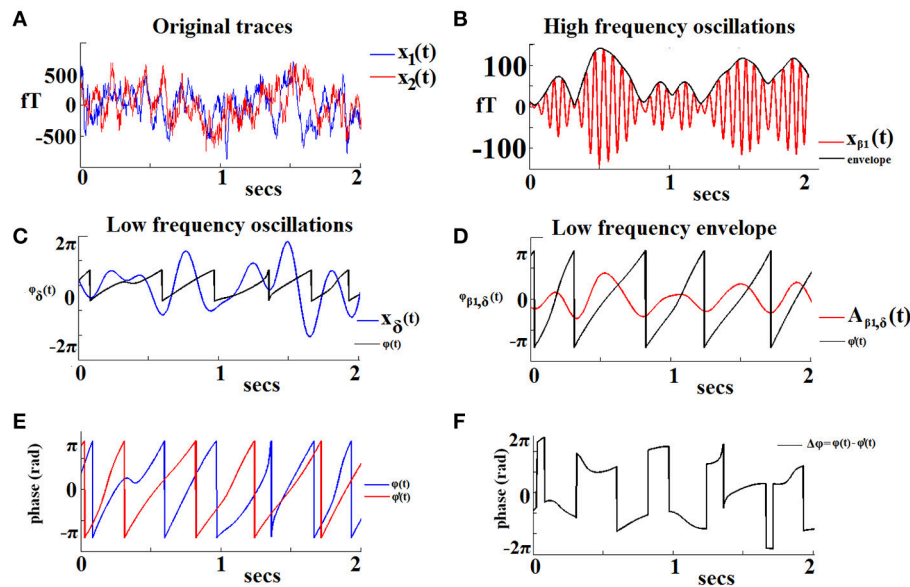 A
Original traces
500
0
-500
fT
x1(t)
x2(t)
0
1
2
secs
B
High frequency oscillations
100
0
-100
fT
xβ1(t)
envelope
0
1
2
secs
C
Low frequency oscillations
2π
0
-2π
φδ(t)
xδ(t)
φ(t)
0
1
2
secs
D
Low frequency envelope
π
0
-π
φβ1,δ(t)
Aβ1,δ(t)
φ'(t)
0
1
2
secs
E
π
0
-π
phase (rad)
φ(t)
φ'(t)
0
1
2
secs
F
2π
0
-2π
phase (rad)
Δφ=φ(t)- φ'(t)
0
1
2
secs